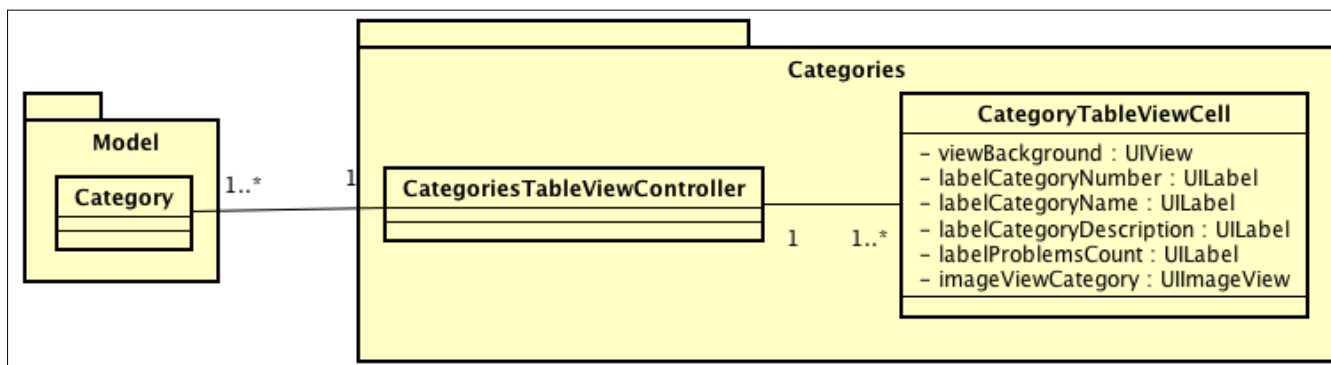 Categories
Model
Category
1..*
1
CategoriesTableViewController
1
1..*
CategoryTableViewCell
- viewBackground : UIView
- labelCategoryNumber : UILabel
- labelCategoryName : UILabel
- labelCategoryDescription : UILabel
- labelProblemsCount : UILabel
- imageViewCategory : UIImageView